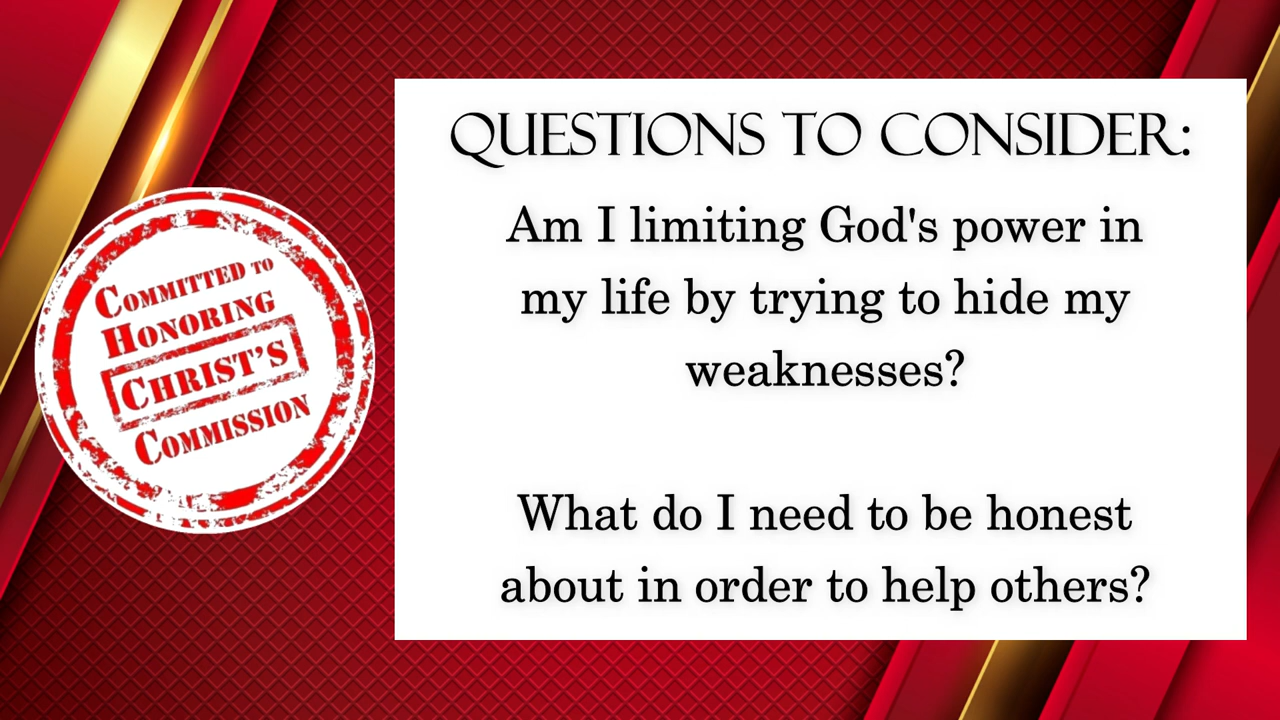 COMMITTED TO
HONORING
CHRIST'S
COMMISSION
QUESTIONS TO CONSIDER:
Am I limiting God's power in
my life by trying to hide my
weaknesses?
What do I need to be honest
about in order to help others?